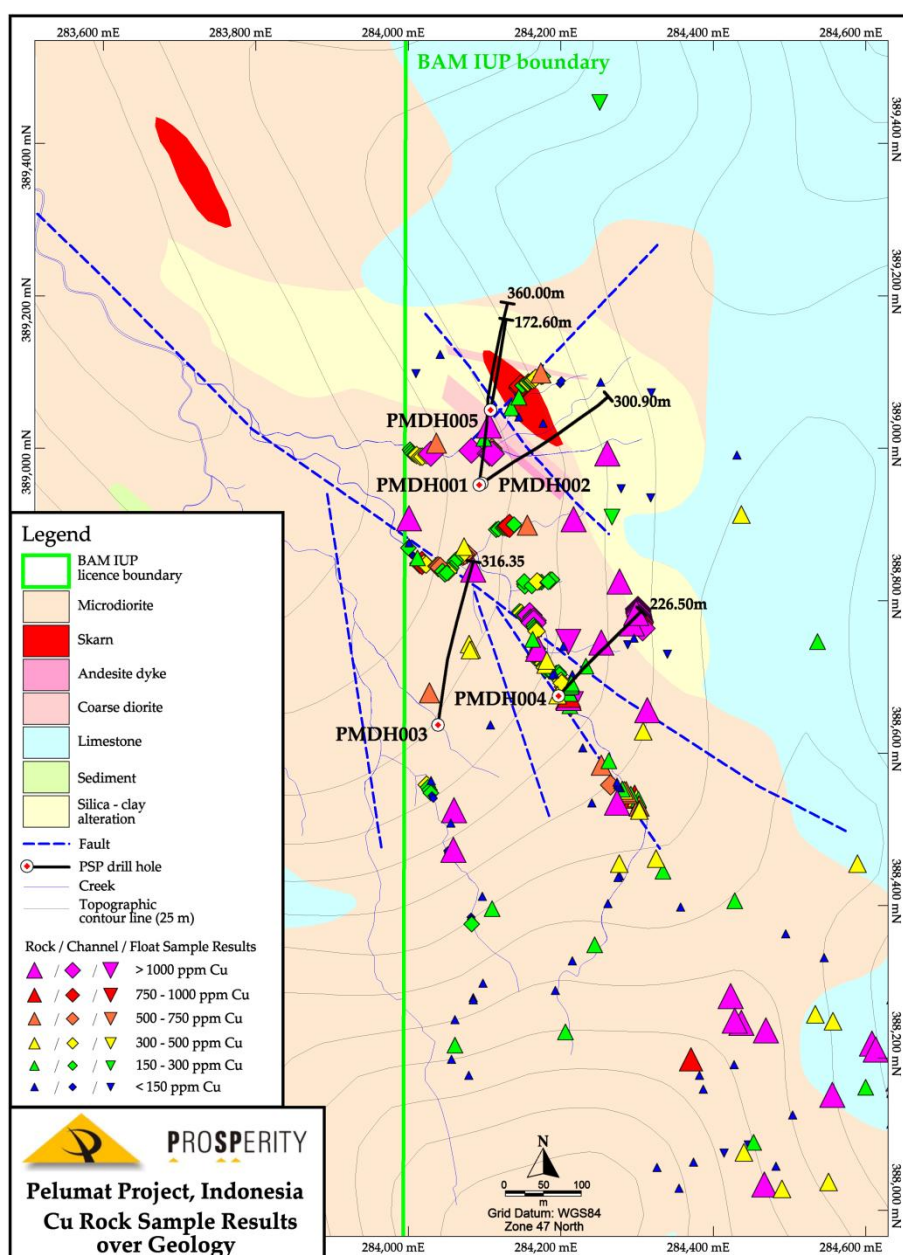 283,600 mE
283,800 mE
284,000 mE
284,200 mE
284,400 mE
284,600 mE
BAM IUP boundary
389,400 mN
389,400 mN
389,200 mN
389,200 mN
389,000 mN
389,000 mN
388,800 mN
388,600 mN
388,400 mN
388,200 mN
388,000 mN
360.00m
172.60m
300.90m
PMDH005
PMDH001
PMDH002
316.35
226.50m
PMDH004
PMDH003
Legend
BAM IUP
licence boundary
Microdiorite
Skarn
Andesite dyke
Coarse diorite
Limestone
Sediment
Silica - clay
alteration
Fault
PSP drill hole
Creek
Topographic
contour line (25 m)
Rock / Channel / Float Sample Results
/ / > 1000 ppm Cu
/ / 750 - 1000 ppm Cu
/ / 500 - 750 ppm Cu
/ / 300 - 500 ppm Cu
/ / 150 - 300 ppm Cu
/ / < 150 ppm Cu
PROSPERITY
Pelumat Project, Indonesia
Cu Rock Sample Results
over Geology
N
50 0 50 100
m
Grid Datum: WGS84
Zone 47 North
284,000 mE
284,200 mE
284,400 mE
284,600 mE